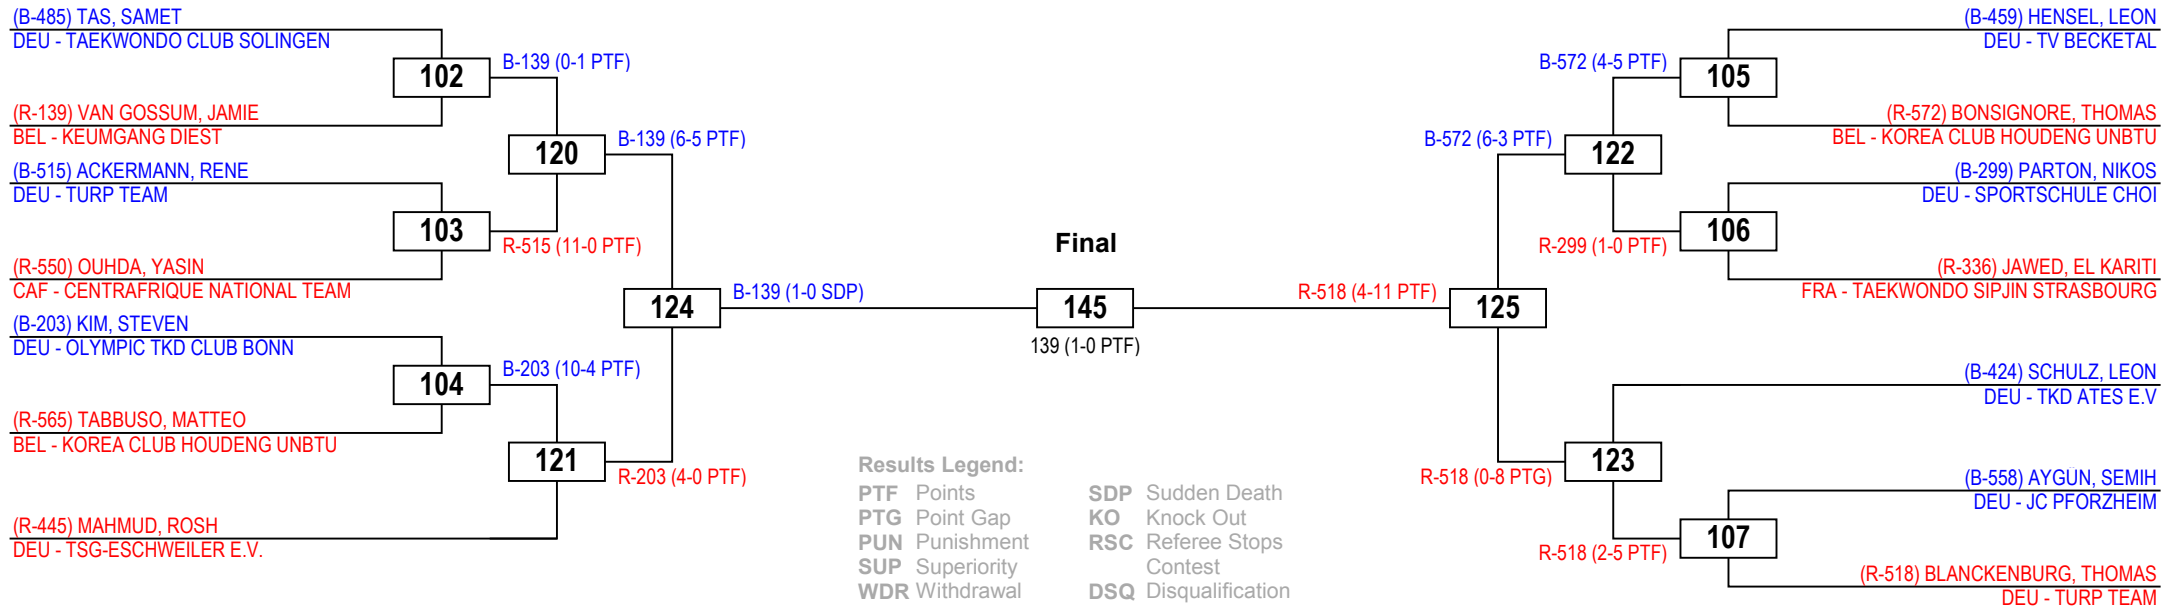 (B-485) TAS, SAMET
DEU - TAEKWONDO CLUB SOLINGEN
102
B-139 (0-1 PTF)
(R-139) VAN GOSSUM, JAMIE
BEL - KEUMGANG DIEST
120
B-139 (6-5 PTF)
(B-515) ACKERMANN, RENE
DEU - TURP TEAM
103
R-515 (11-0 PTF)
(R-550) OUHDA, YASIN
CAF - CENTRAFRIQUE NATIONAL TEAM
124
B-139 (1-0 SDP)
(B-203) KIM, STEVEN
DEU - OLYMPIC TKD CLUB BONN
104
B-203 (10-4 PTF)
(R-565) TABBUSO, MATTEO
BEL - KOREA CLUB HOUDENG UNBTU
121
R-203 (4-0 PTF)
(R-445) MAHMUD, ROSH
DEU - TSG-ESCHWEILER E.V.
Final
145
139 (1-0 PTF)
(B-459) HENSEL, LEON
DEU - TV BECKETAL
B-572 (4-5 PTF)
105
(R-572) BONSIGNORE, THOMAS
BEL - KOREA CLUB HOUDENG UNBTU
B-572 (6-3 PTF)
122
(B-299) PARTON, NIKOS
DEU - SPORTSCHULE CHOI
R-299 (1-0 PTF)
106
(R-336) JAWED, EL KARITI
FRA - TAEKWONDO SIPJIN STRASBOURG
R-518 (4-11 PTF)
125
(B-424) SCHULZ, LEON
DEU - TKD ATES E.V
R-518 (0-8 PTG)
123
(B-558) AYGÜN, SEMIH
DEU - JC PFORZHEIM
R-518 (2-5 PTF)
107
(R-518) BLANCKENBURG, THOMAS
DEU - TURP TEAM
Results Legend:
PTF Points
PTG Point Gap
PUN Punishment
SUP Superiority
WDR Withdrawal
SDP Sudden Death
KO Knock Out
RSC Referee Stops
Contest
DSQ Disqualification